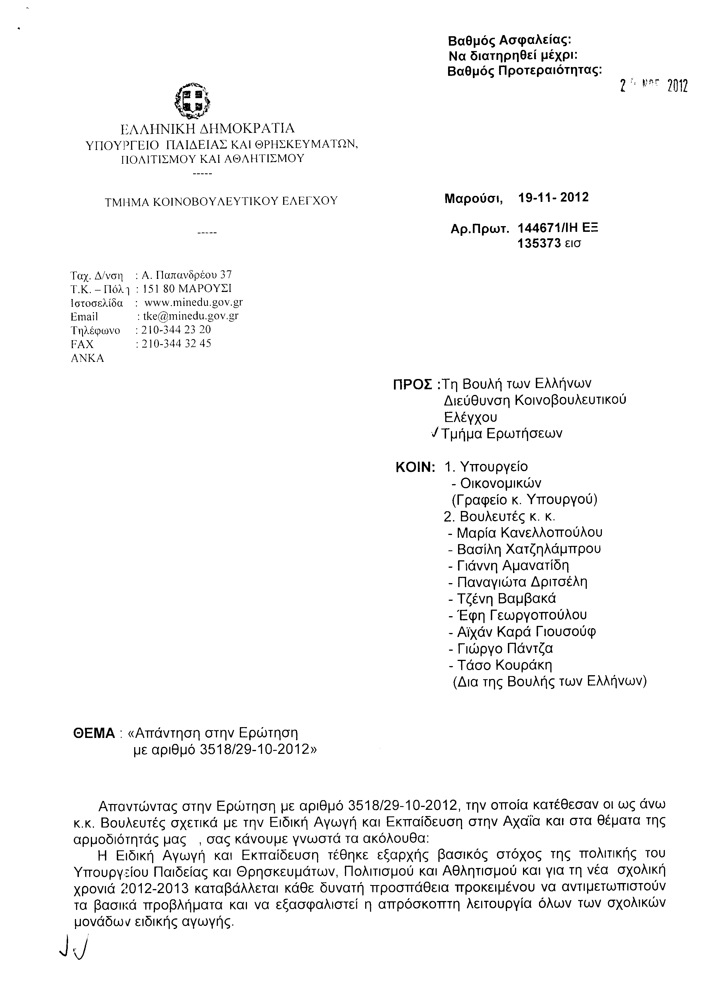 Βαθμός Ασφαλείας:
Να διατηρηθεί μέχρι:
Βαθμός Προτεραιότητας:
2012
ΕΛΛΗΝΙΚΗ ΔΗΜΟΚΡΑΤΙΑ
ΥΠΟΥΡΓΕΙΟ ΠΑΙΔΕΙΑΣ ΚΑΙ ΘΡΗΣΚΕΥΜΑΤΩΝ,
ΠΟΛΙΤΙΣΜΟΥ ΚΑΙ ΑΘΛΗΤΙΣΜΟΥ
-----
ΤΜΗΜΑ ΚΟΙΝΟΒΟΥΛΕΥΤΙΚΟΥ ΕΛΕΓΧΟΥ
-----
Μαρούσι, 19-11- 2012
Αρ.Πρωτ. 144671/ΙΗ ΕΞ
135373 εισ
Ταχ. Δ/νση : Α. Παπανδρέου 37
Τ.Κ. – Πόλη : 151 80 ΜΑΡΟΥΣΙ
Ιστοσελίδα : www.minedu.gov.gr
Email : tke@minedu.gov.gr
Τηλέφωνο : 210-344 23 20
FAX : 210-344 32 45
ΑΝΚΑ
ΠΡΟΣ :Τη Βουλή των Ελλήνων
Διεύθυνση Κοινοβουλευτικού
Ελέγχου
✓Τμήμα Ερωτήσεων
ΚΟΙΝ: 1. Υπουργείο
- Οικονομικών
(Γραφείο κ. Υπουργού)
2. Βουλευτές κ. κ.
- Μαρία Κανελλοπούλου
- Βασίλη Χατζηλάμπρου
- Γιάννη Αμανατίδη
- Παναγιώτα Δριτσέλη
- Τζένη Βαμβακά
- Έφη Γεωργοπούλου
- Αϊχάν Καρά Γιουσούφ
- Γιώργο Πάντζα
- Τάσο Κουράκη
(Δια της Βουλής των Ελλήνων)
ΘΕΜΑ : «Απάντηση στην Ερώτηση
με αριθμό 3518/29-10-2012»
Απαντώντας στην Ερώτηση με αριθμό 3518/29-10-2012, την οποία κατέθεσαν οι ως άνω
κ.κ. Βουλευτές σχετικά με την Ειδική Αγωγή και Εκπαίδευση στην Αχαΐα και στα θέματα της
αρμοδιότητάς μας , σας κάνουμε γνωστά τα ακόλουθα:
Η Ειδική Αγωγή και Εκπαίδευση τέθηκε εξαρχής βασικός στόχος της πολιτικής του
Υπουργείου Παιδείας και Θρησκευμάτων, Πολιτισμού και Αθλητισμού και για τη νέα σχολική
χρονιά 2012-2013 καταβάλλεται κάθε δυνατή προσπάθεια προκειμένου να αντιμετωπιστούν
τα βασικά προβλήματα και να εξασφαλιστεί η απρόσκοπτη λειτουργία όλων των σχολικών
μονάδων ειδικής αγωγής.